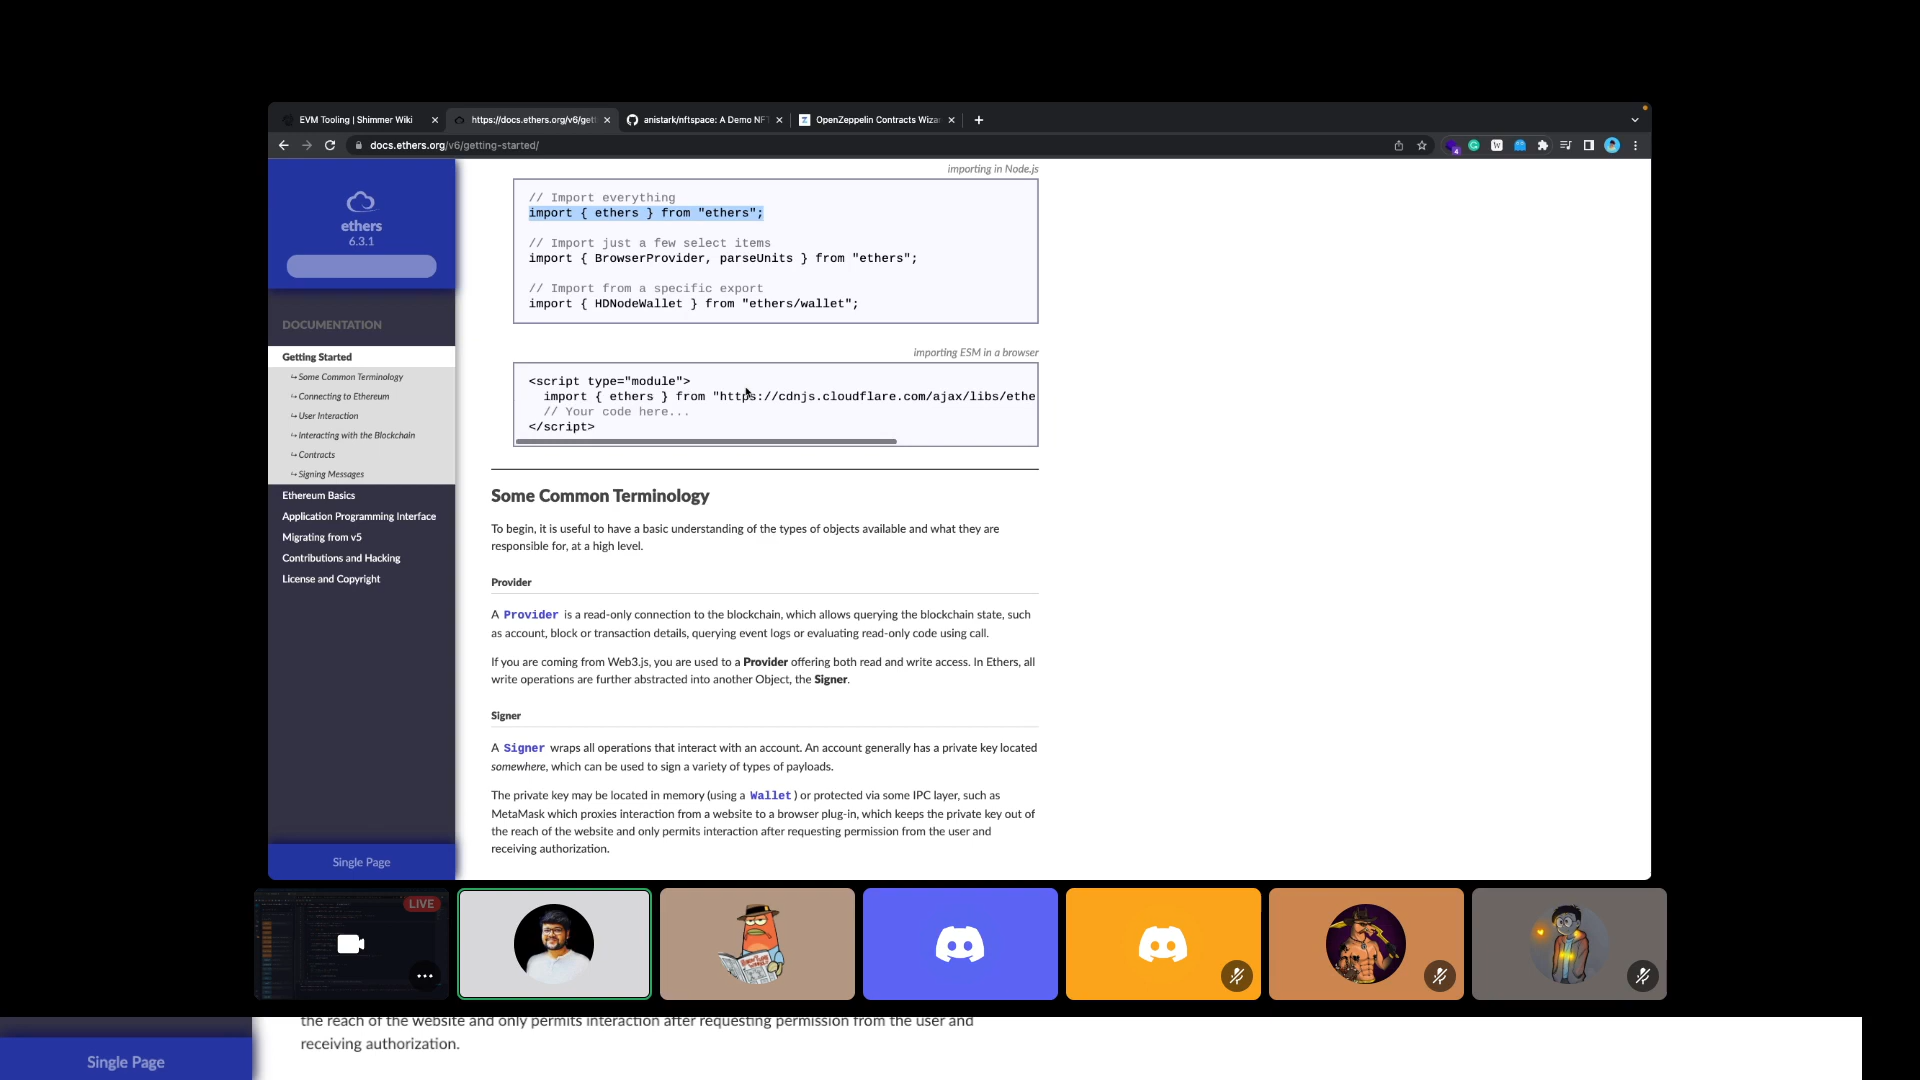 EVM Tooling | Shimmer Wiki
https://docs.ethers.org/v6/gett
anistark/nftspace: A Demo NF
OpenZeppelin Contracts Wizar
docs.ethers.org/v6/getting-started/
ethers
6.3.1
DOCUMENTATION
Getting Started
Some Common Terminology
Connecting to Ethereum
User Interaction
Interacting with the Blockchain
Contracts
Signing Messages
Ethereum Basics
Application Programming Interface
Migrating from v5
Contributions and Hacking
License and Copyright
Single Page
importing in Node.js
// Import everything
import { ethers } from "ethers";
// Import just a few select items
import { BrowserProvider, parseUnits } from "ethers";
// Import from a specific export
import { HDNodeWallet } from "ethers/wallet";
importing ESM in a browser
<script type="module">
import { ethers } from "https://cdnjs.cloudflare.com/ajax/libs/ethe
// Your code here...
</script>
Some Common Terminology
To begin, it is useful to have a basic understanding of the types of objects available and what they are
responsible for, at a high level.
Provider
A Provider is a read-only connection to the blockchain, which allows querying the blockchain state, such
as account, block or transaction details, querying event logs or evaluating read-only code using call.
If you are coming from Web3.js, you are used to a Provider offering both read and write access. In Ethers, all
write operations are further abstracted into another Object, the Signer.
Signer
A Signer wraps all operations that interact with an account. An account generally has a private key located
somewhere, which can be used to sign a variety of types of payloads.
The private key may be located in memory (using a Wallet) or protected via some IPC layer, such as
MetaMask which proxies interaction from a website to a browser plug-in, which keeps the private key out of
the reach of the website and only permits interaction after requesting permission from the user and
receiving authorization.
LIVE
the reach of the website and only permits interaction after requesting permission from the user and
receiving authorization.
Single Page